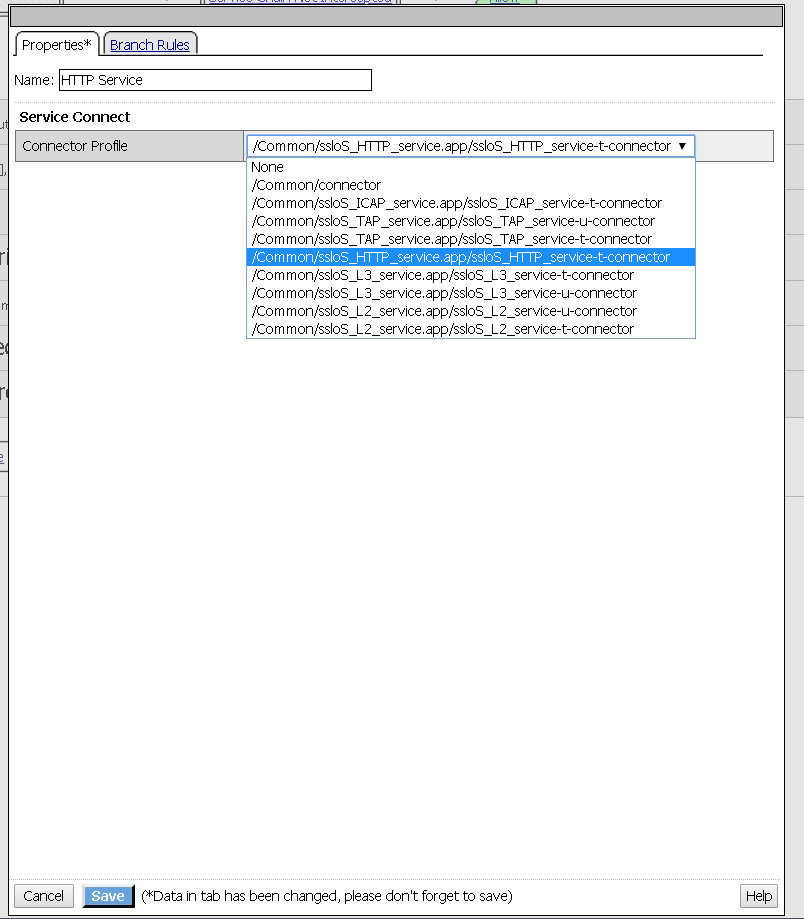 Properties* Branch Rules
Name: HTTP Service
Service Connect
Connector Profile /Common/ssloS_HTTP_service.app/ssloS_HTTP_service-t-connector ▼
None
/Common/connector
/Common/ssloS_ICAP_service.app/ssloS_ICAP_service-t-connector
/Common/ssloS_TAP_service.app/ssloS_TAP_service-u-connector
/Common/ssloS_TAP_service.app/ssloS_TAP_service-t-connector
/Common/ssloS_HTTP_service.app/ssloS_HTTP_service-t-connector
/Common/ssloS_L3_service.app/ssloS_L3_service-t-connector
/Common/ssloS_L3_service.app/ssloS_L3_service-u-connector
/Common/ssloS_L2_service.app/ssloS_L2_service-u-connector
/Common/ssloS_L2_service.app/ssloS_L2_service-t-connector
Cancel Save (*Data in tab has been changed, please don't forget to save) Help